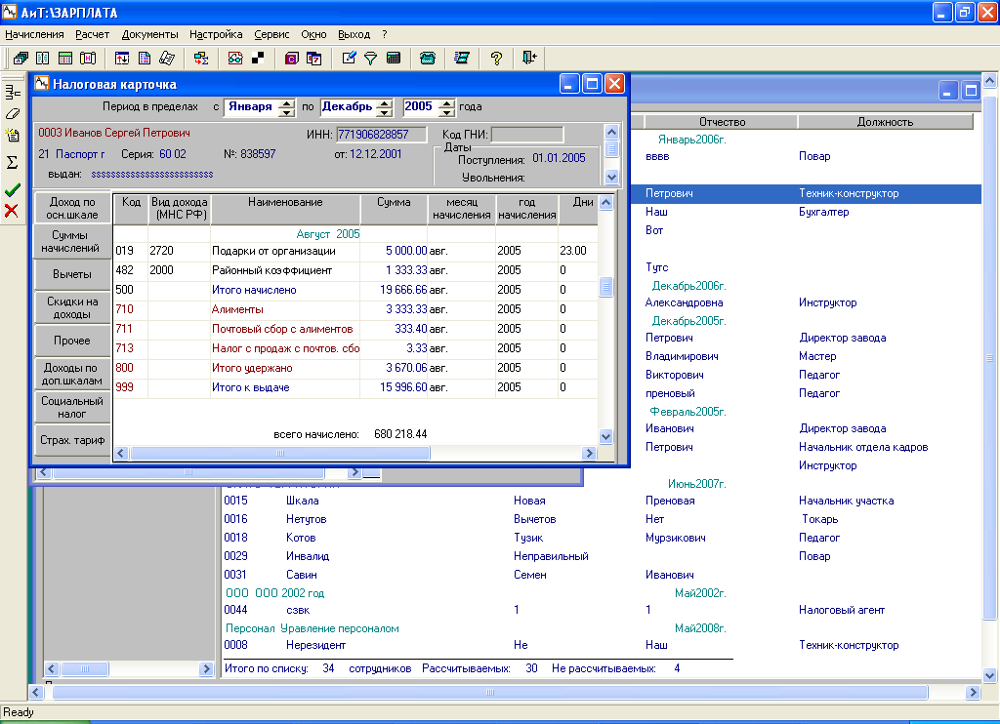 АиТ:\ЗАРПЛАТА
Начисления Расчет Документы Настройка Сервис Окно Выход ?
Налоговая карточка
Период в пределах с Января по Декабрь 2005 года
0003 Иванов Сергей Петрович ИНН: 771906828857 Код ГНИ:
Даты
21 Паспорт г Серия: 60 02 №: 838597 от: 12.12.2001 Поступления: 01.01.2005
выдан: ssssssssssssssssssssssssss Увольнения:
Доход по осн.шкале
Суммы начислений
Вычеты
Скидки на доходы
Прочее
Доходы по доп.шкалам
Социальный налог
Страх. тариф
Код Вид дохода (МНС РФ) Наименование Сумма месяц начисления год начисления Дни
Август 2005
019 2720 Подарки от организации 5 000.00 авг. 2005 23.00
482 2000 Районный коэффициент 1 333.33 авг. 2005 0
500 Итого начислено 19 666.66 авг. 2005 0
710 Алименты 3 333.33 авг. 2005 0
711 Почтовый сбор с алиментов 333.40 авг. 2005 0
713 Налог с продаж с почтов. сбо 3.33 авг. 2005 0
800 Итого удержано 3 670.06 авг. 2005 0
999 Итого к выдаче 15 996.60 авг. 2005 0
всего начислено: 680 218.44
Отчество Должность
Январь2006г.
вввв Повар
Петрович Техник-конструктор
Наш Бухгалтер
Вот
Тутс
Декабрь2006г.
Александровна Инструктор
Декабрь2005г.
Петрович Директор завода
Владимирович Мастер
Викторович Педагог
преновый Педагог
Февраль2005г.
Иванович Директор завода
Петрович Начальник отдела кадров
Инструктор
Июнь2007г.
0015 Шкала Новая Преновая Начальник участка
0016 Нетутов Вычетов Нет Токарь
0018 Котов Тузик Мурзикович Педагог
0029 Инвалид Неправильный Повар
0031 Савин Семен Иванович
ООО ООО 2002 год Май2002г.
0044 сзвк 1 1 Налоговый агент
Персонал Управление персоналом Май2008г.
0008 Нерезидент Не Наш Техник-конструктор
Итого по списку: 34 сотрудников Рассчитываемых: 30 Не рассчитываемых: 4
Ready